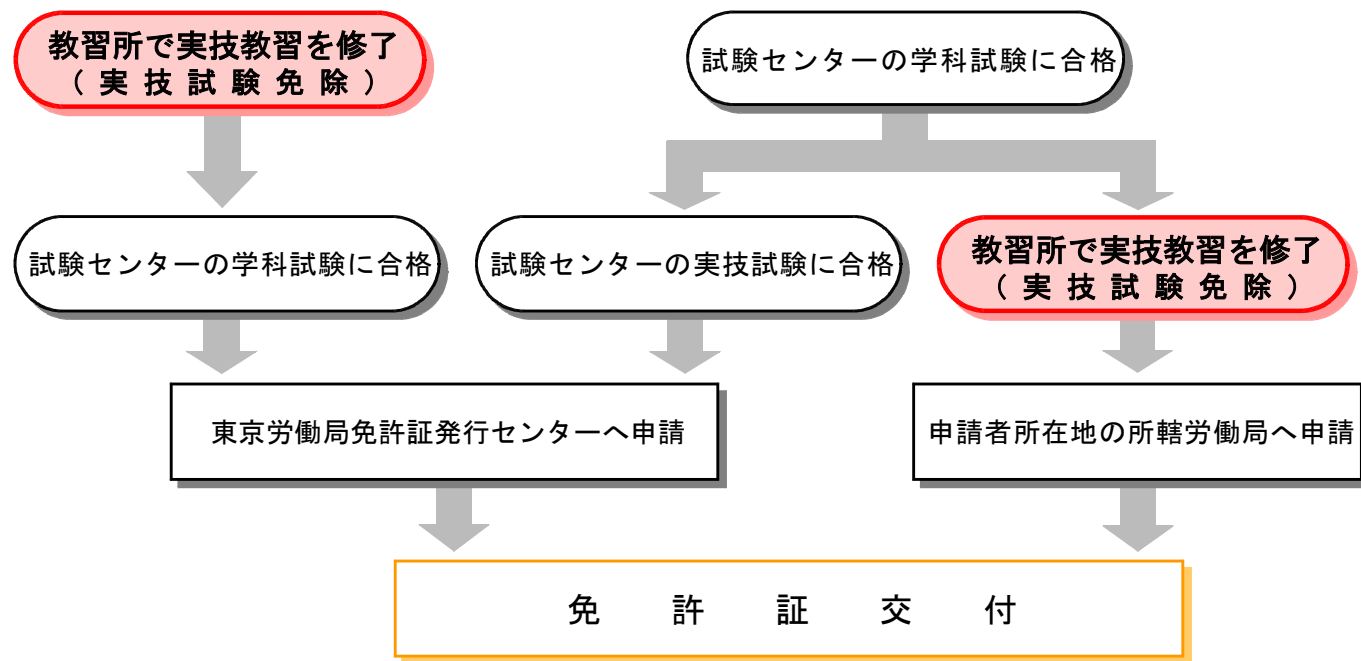 教習所で実技教習を修了
（実技試験免除）
試験センターの学科試験に合格
試験センターの学科試験に合格
試験センターの実技試験に合格
教習所で実技教習を修了
（実技試験免除）
東京労働局免許証発行センターへ申請
申請者所在地の所轄労働局へ申請
免許証交付